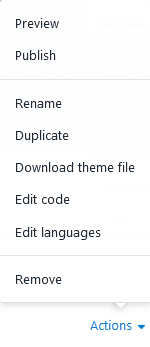 Preview
Publish
Rename
Duplicate
Download theme file
Edit code
Edit languages
Remove
Actions